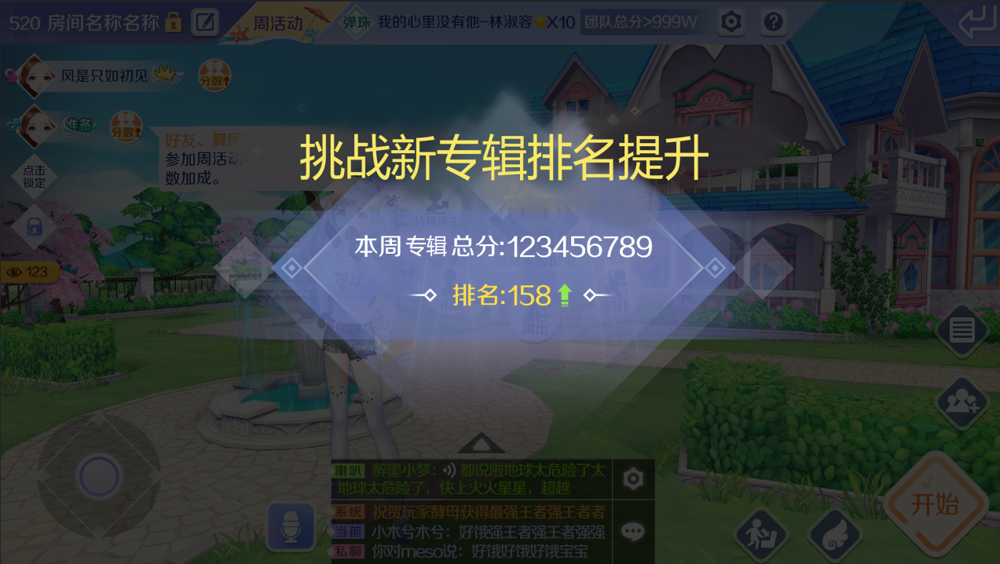 520 房间名称名称
周活动
弹珠 我的心里没有他-林淑容 X10
团队总分>999W
?
风是只如初见
分数
准备
分数
好友、舞团
参加周活动
数加成。
点击
锁定
123
挑战新专辑排名提升
转移房主
本周专辑总分:123456789
排名:158
动作
踢出
喇叭 醉墨小梦: 都说啦地球太危险了太
地球太危险了, 快上火火星星, 超越
系统 祝贺玩家酵母获得最强王者强王者者
当前 小木兮木兮: 好饿强王者强王者强强
私聊 你对meso说: 好饿好饿好饿宝宝
开始